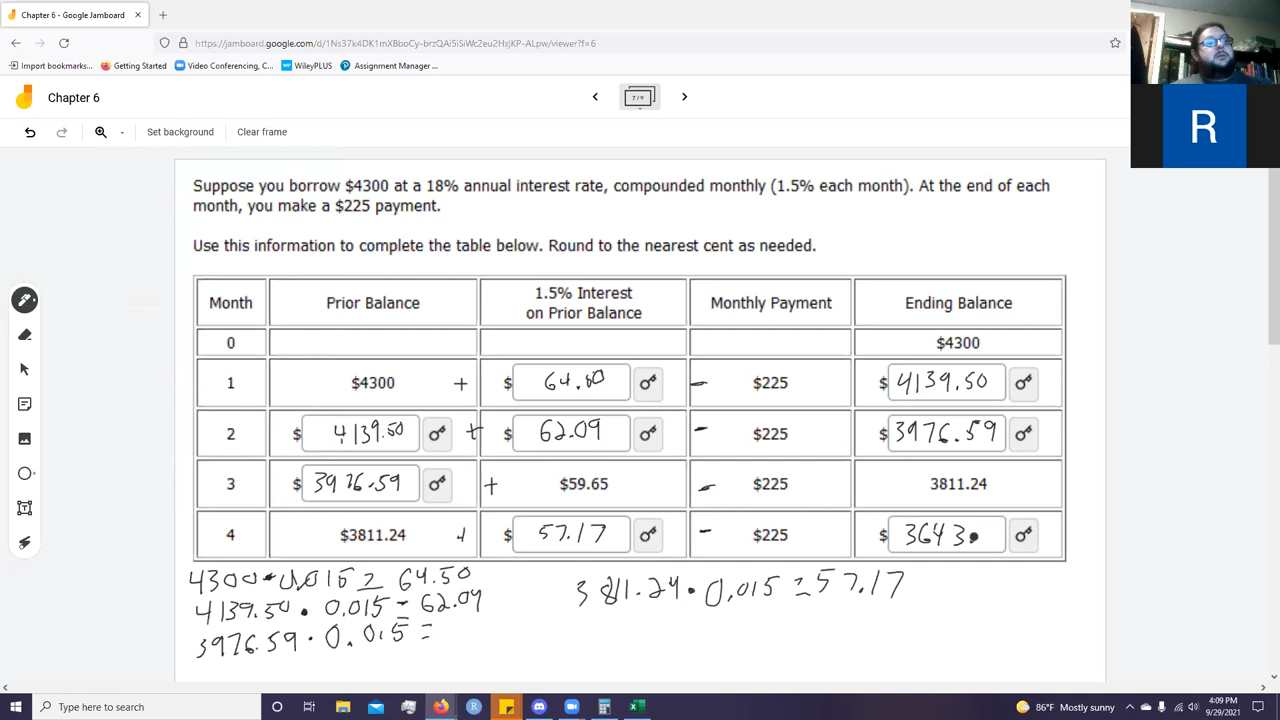 Chapter 6 - Google Jamboard
https://jamboard.google.com/d/1Ns37k4DK1mXBboCy-brzQAi5iSNtc2eu2HxjKP-ALpw/viewer?f=6
Import bookmarks... Getting Started Video Conferencing, C... WileyPLUS Assignment Manager ...
Chapter 6
7 / 9
Set background Clear frame
R
Suppose you borrow $4300 at a 18% annual interest rate, compounded monthly (1.5% each month). At the end of each
month, you make a $225 payment.
Use this information to complete the table below. Round to the nearest cent as needed.
Month Prior Balance 1.5% Interest on Prior Balance Monthly Payment Ending Balance
0 $4300
1 $4300 + $ 64.50 - $225 $ 4139.50
2 $ 4139.50 + $ 62.09 - $225 $ 3976.59
3 $ 3976.59 + $59.65 - $225 3811.24
4 $3811.24 + $ 57.17 - $225 $ 3643.
4300 · 0.015 = 64.50
4139.50 · 0.015 = 62.09
3976.59 · 0.015 =
3811.24 · 0.015 = 57.17
Type here to search
86°F Mostly sunny
4:09 PM
9/29/2021